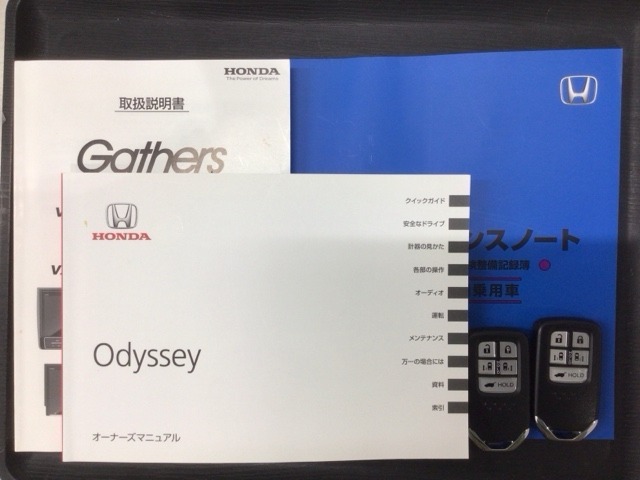 HONDA
The Power of Dreams
取扱説明書
Gathers
HONDA
Odyssey
オーナーズマニュアル
クイックガイド
安全なドライブ
計器の見かた
各部の操作
オーディオ
運転
メンテナンス
万一の場合には
資料
索引
ンスノート
整備記録簿
乗用車
HOLD
HOLD